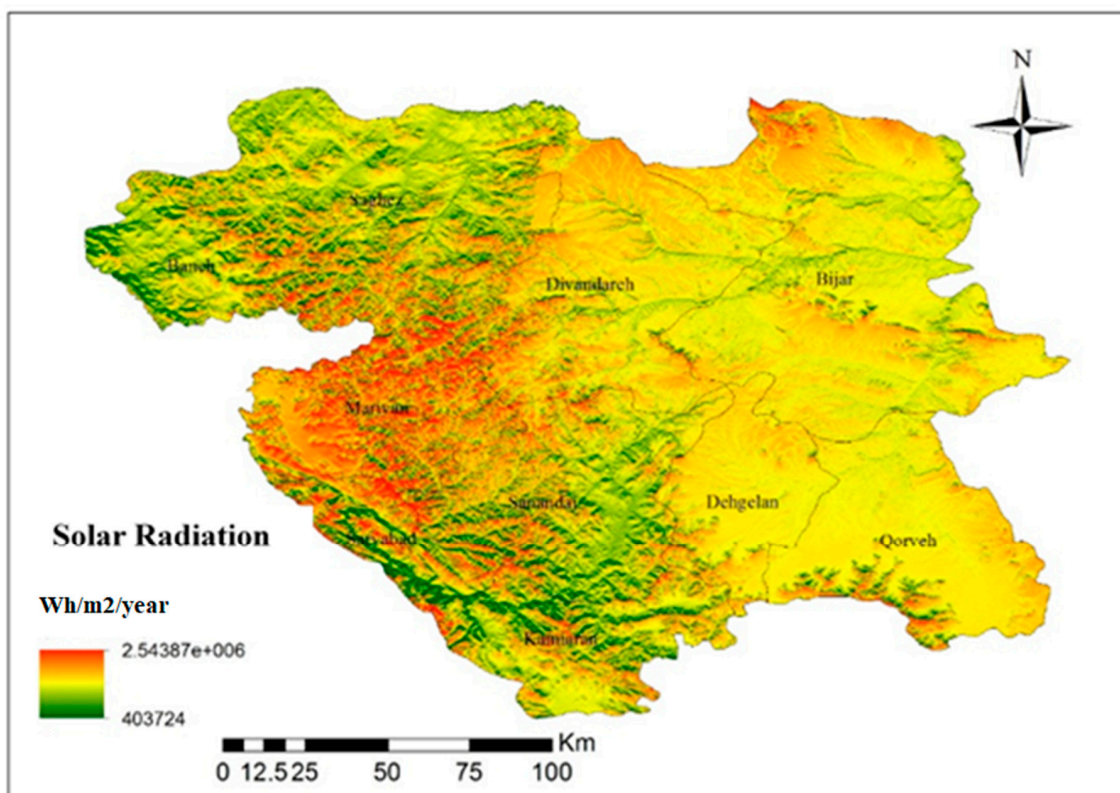 N
Saghez
Baneh
Divandareh
Bijar
Marivan
Sanandaj
Dehgelan
Sarvabad
Qorveh
Kamiaran
Solar Radiation
Wh/m2/year
2.54387e+006
403724
Km
0 12.5 25 50 75 100